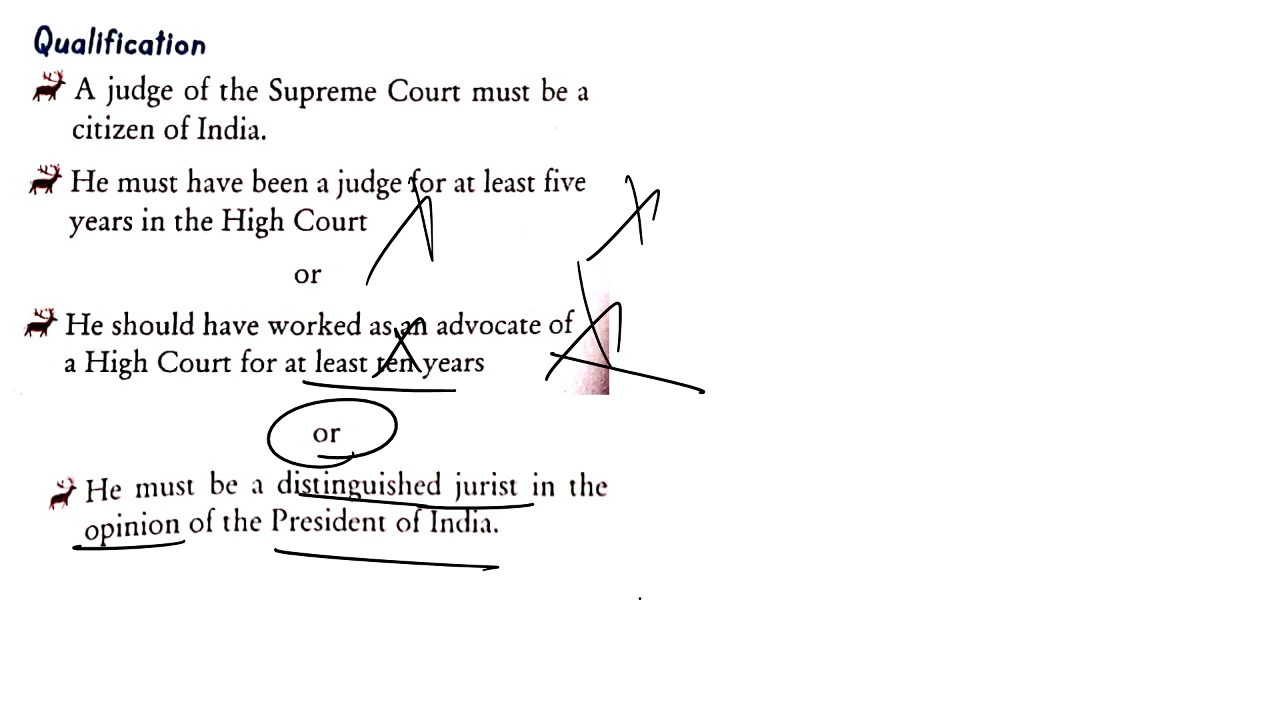 Qualification
A judge of the Supreme Court must be a
citizen of India.
He must have been a judge for at least five
years in the High Court
or
He should have worked as an advocate of
a High Court for at least ten years
or
He must be a distinguished jurist in the
opinion of the President of India.